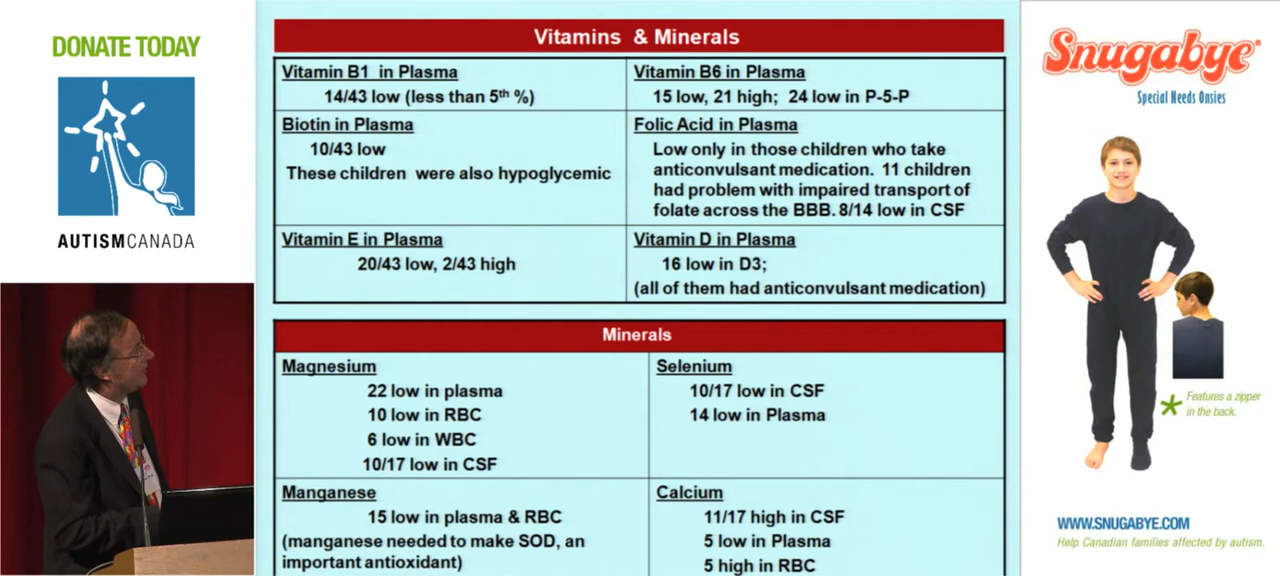 DONATE TODAY
AUTISMCANADA
Vitamins & Minerals
Vitamin B1 in Plasma
14/43 low (less than 5th %)
Vitamin B6 in Plasma
15 low, 21 high; 24 low in P-5-P
Biotin in Plasma
10/43 low
These children were also hypoglycemic
Folic Acid in Plasma
Low only in those children who take
anticonvulsant medication. 11 children
had problem with impaired transport of
folate across the BBB. 8/14 low in CSF
Vitamin E in Plasma
20/43 low, 2/43 high
Vitamin D in Plasma
16 low in D3;
(all of them had anticonvulsant medication)
Minerals
Magnesium
22 low in plasma
10 low in RBC
6 low in WBC
10/17 low in CSF
Selenium
10/17 low in CSF
14 low in Plasma
Manganese
15 low in plasma & RBC
(manganese needed to make SOD, an
important antioxidant)
Calcium
11/17 high in CSF
5 low in Plasma
5 high in RBC
Snugabye®
Special Needs Onsies
* Features a zipper
in the back.
WWW.SNUGABYE.COM
Help Canadian families affected by autism.